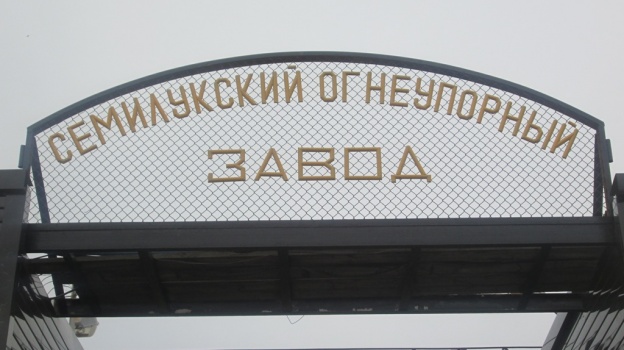 СЕМИЛУКСКИЙ ОГНЕУПОРНЫЙ
ЗАВОД